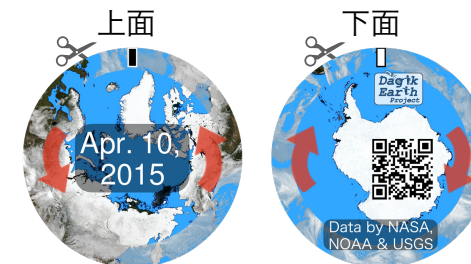 上面
下面
Dagik
Earth
Project
Apr. 10,
2015
Data by NASA,
NOAA & USGS